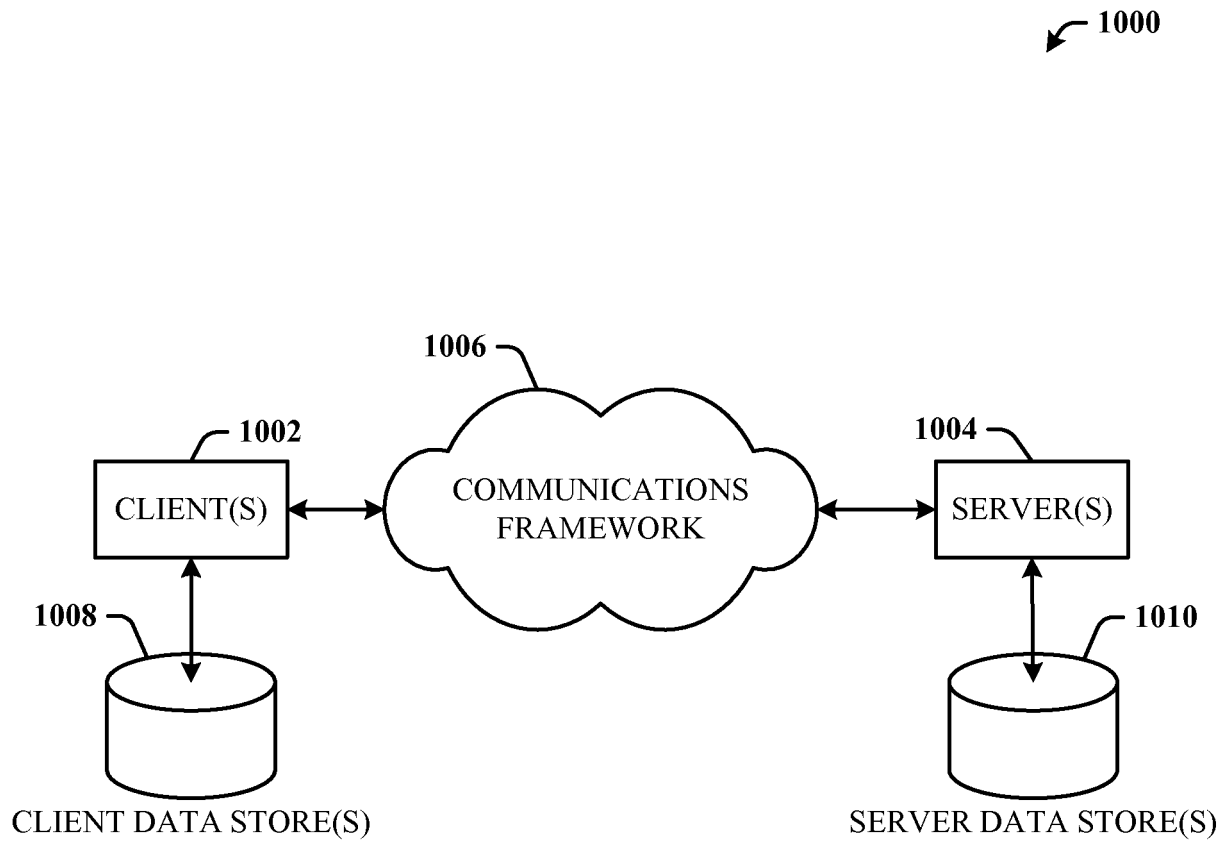 1000
1006
1002
1004
CLIENT(S)
COMMUNICATIONS
FRAMEWORK
SERVER(S)
1008
1010
CLIENT DATA STORE(S)
SERVER DATA STORE(S)